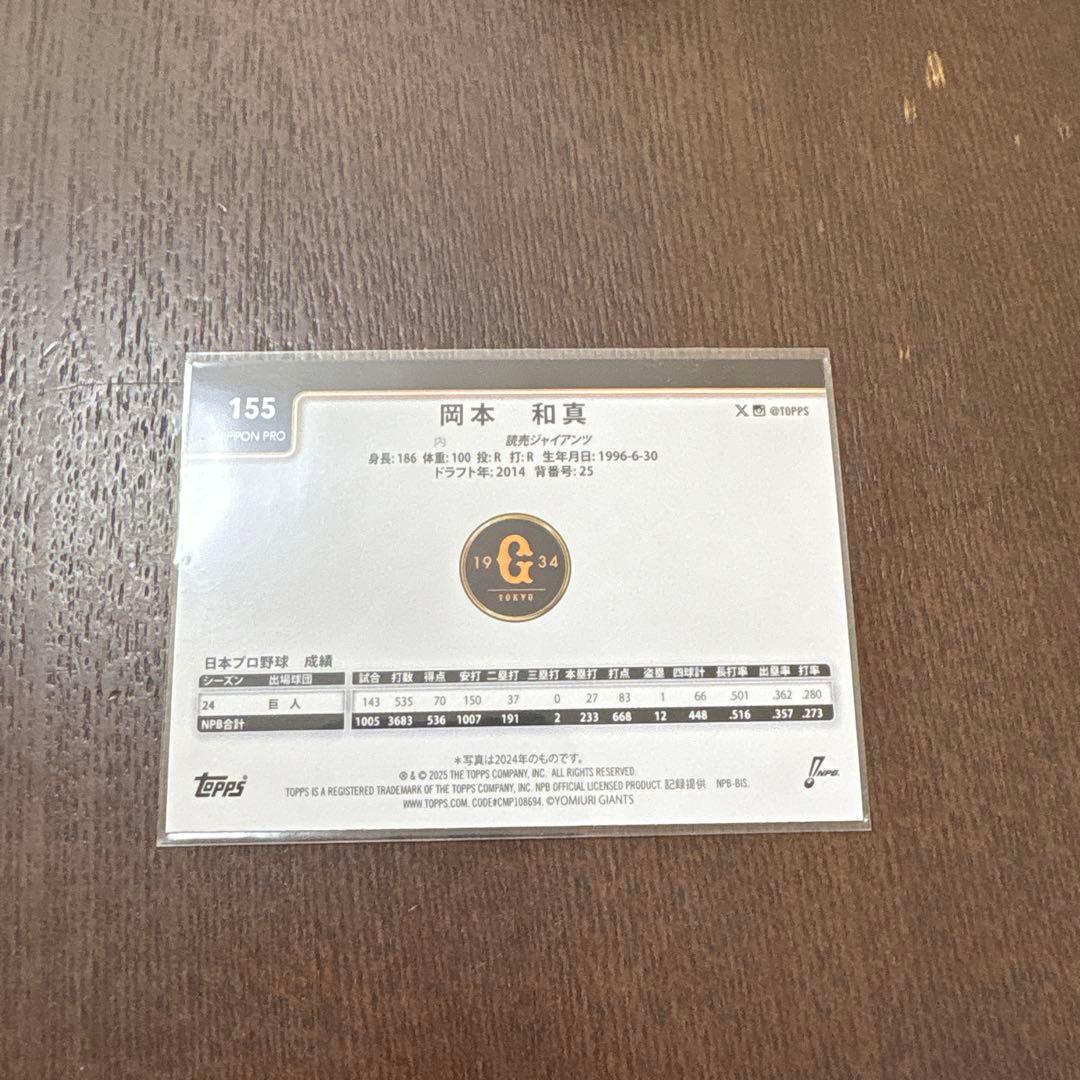 155
NIPPON PRO
岡本 和真
@TOPPS
内 読売ジャイアンツ
身長: 186 体重: 100 投: R 打: R 生年月日: 1996-6-30
ドラフト年: 2014 背番号: 25
19 G 34
TOKYO
日本プロ野球 成績
シーズン 出場球団 試合 打数 得点 安打 二塁打 三塁打 本塁打 打点 盗塁 四球計 長打率 出塁率 打率
24 巨人 143 535 70 150 37 0 27 83 1 66 .501 .362 .280
NPB合計 1005 3683 536 1007 191 2 233 668 12 448 .516 .357 .273
*写真は2024年のものです。
® & © 2025 THE TOPPS COMPANY, INC. ALL RIGHTS RESERVED.
TOPPS IS A REGISTERED TRADEMARK OF THE TOPPS COMPANY, INC. NPB OFFICIAL LICENSED PRODUCT. 記録提供 NPB-BIS.
WWW.TOPPS.COM. CODE#CMP108694. ©YOMIURI GIANTS
Topps®
NPB.